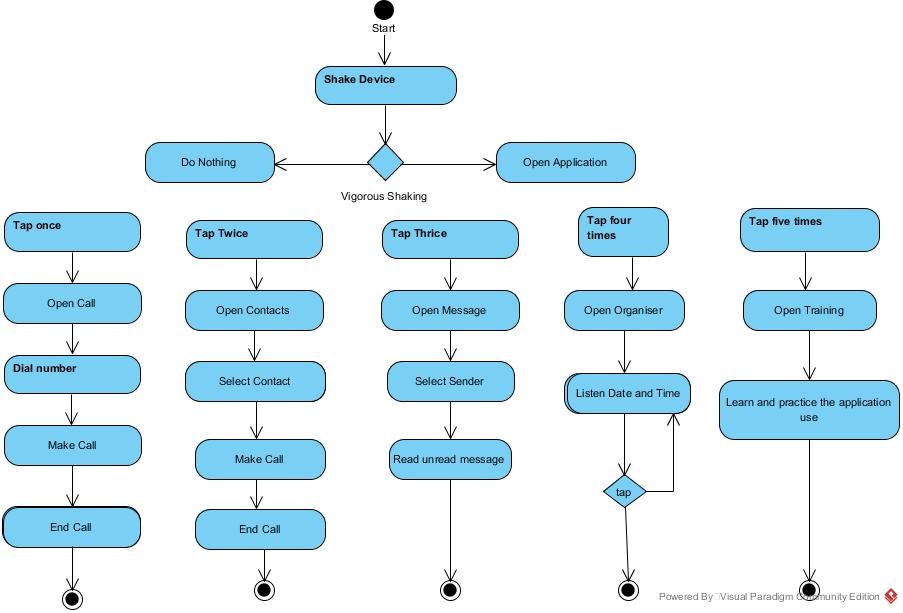 Start
Shake Device
Do Nothing
Open Application
Vigorous Shaking
Tap once
Open Call
Dial number
Make Call
End Call
Tap Twice
Open Contacts
Select Contact
Make Call
End Call
Tap Thrice
Open Message
Select Sender
Read unread message
Tap four
times
Open Organiser
Listen Date and Time
tap
Tap five times
Open Training
Learn and practice the application
use
Powered By Visual Paradigm Community Edition